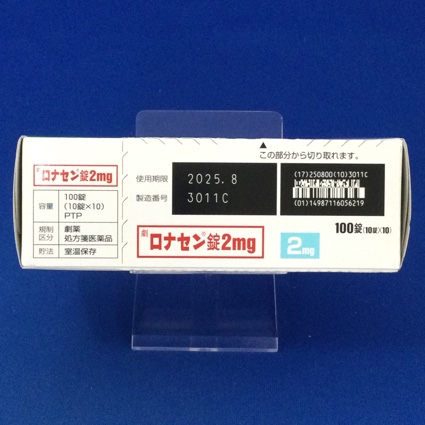 劇 ロナセン®錠2mg
容量 100錠
(10錠×10)
PTP
規制区分 劇薬
処方箋医薬品
貯法 室温保存
▲
この部分から切り取れます。
使用期限 2025.8
製造番号 3011C
(17)250800(10)3011C
(01)14987116056219
劇 ロナセン®錠2mg
2mg
100錠(10錠×10)